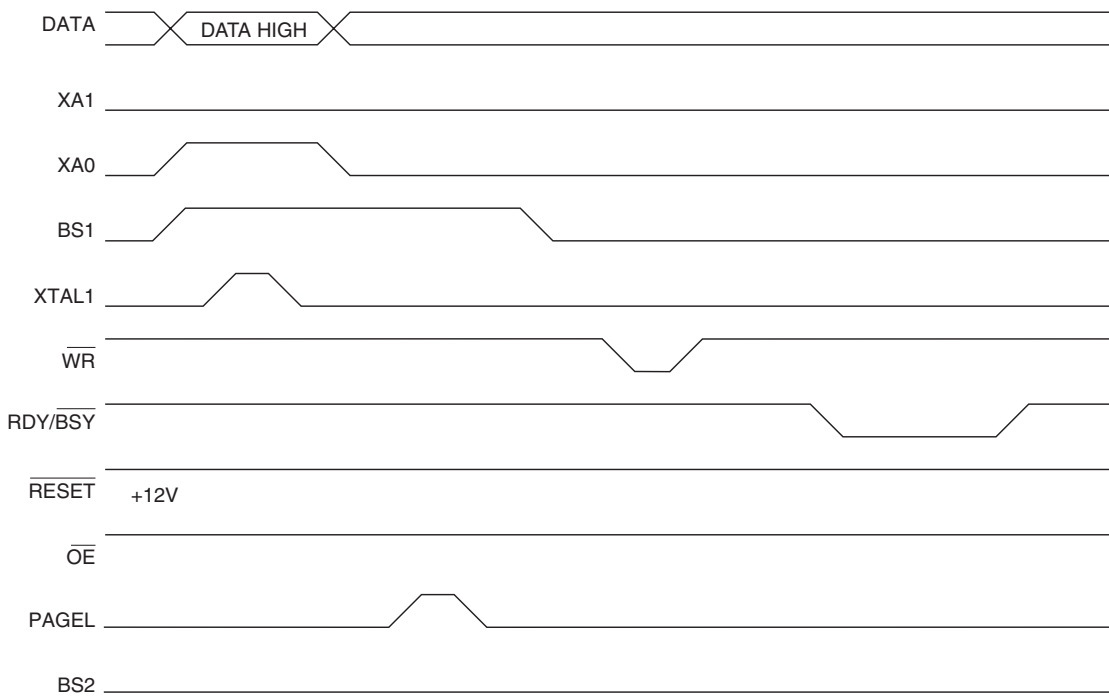 DATA DATA HIGH
XA1
XA0
BS1
XTAL1
WR
RDY/BSY
RESET +12V
OE
PAGEL
BS2